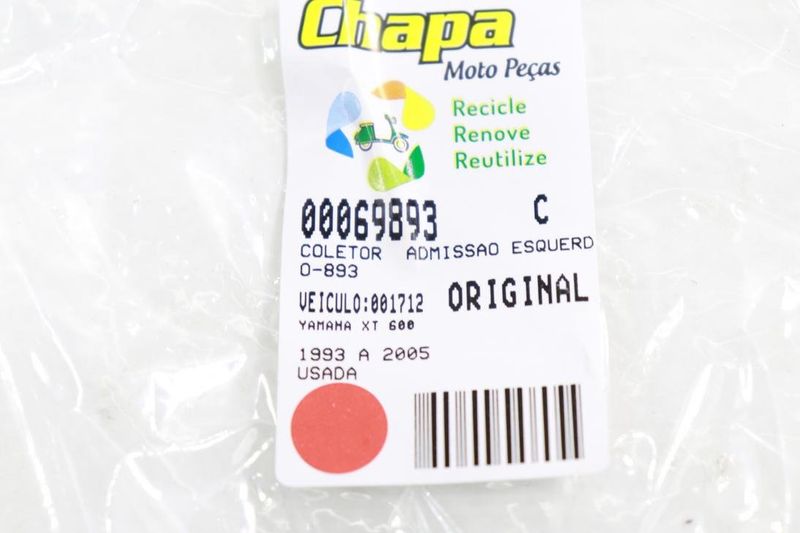 Chapa
Moto Peças
Recicle
Renove
Reutilize
00069893 C
COLETOR ADMISSAO ESQUERD
O-893
VEICULO:001712 ORIGINAL
YAMAHA XT 600
1993 A 2005
USADA